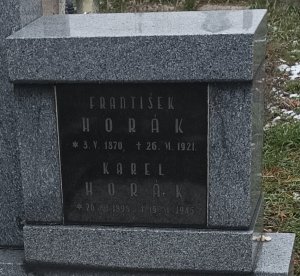 FRANTIŠEK
HORÁK
* 3. V. 1870 † 26. VI. 1921
KAREL
HORÁK